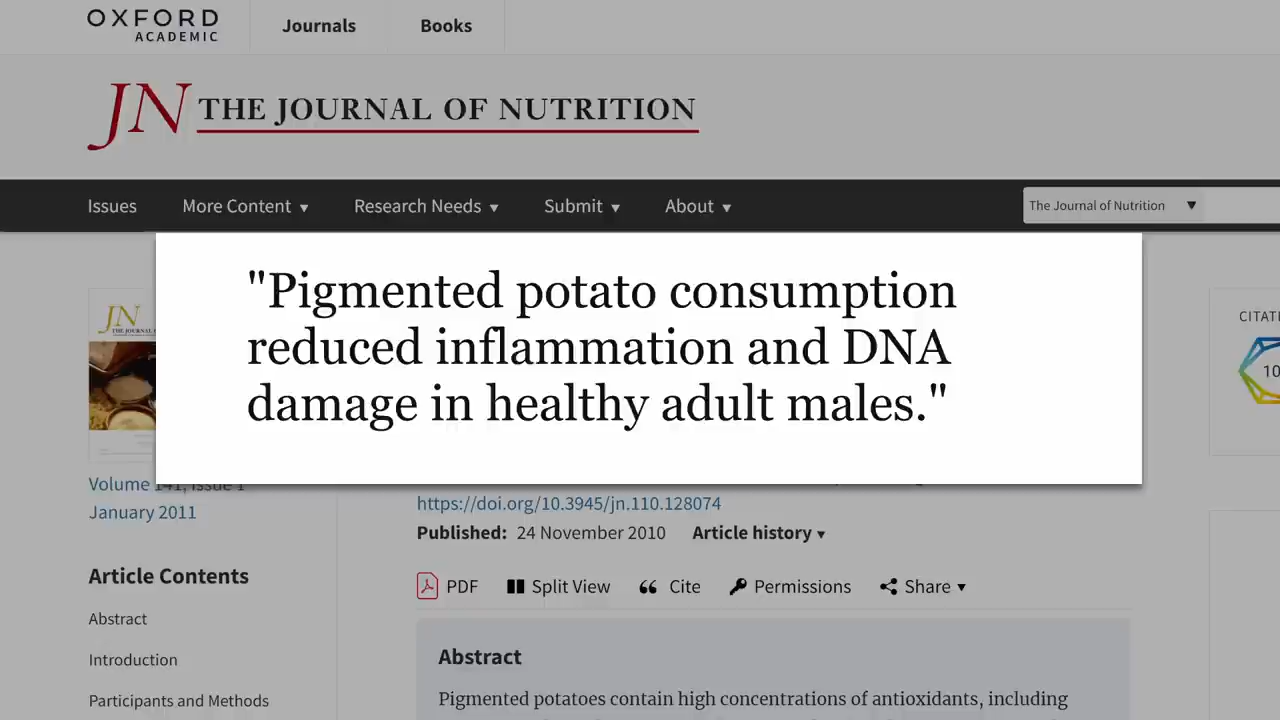 OXFORD
ACADEMIC
Journals
Books
JN THE JOURNAL OF NUTRITION
Issues
More Content
Research Needs
Submit
About
The Journal of Nutrition
"Pigmented potato consumption
reduced inflammation and DNA
damage in healthy adult males."
JN
Volume 141, Issue 1
January 2011
https://doi.org/10.3945/jn.110.128074
Published: 24 November 2010
Article history
PDF
Split View
Cite
Permissions
Share
Article Contents
Abstract
Introduction
Participants and Methods
Abstract
Pigmented potatoes contain high concentrations of antioxidants, including
10